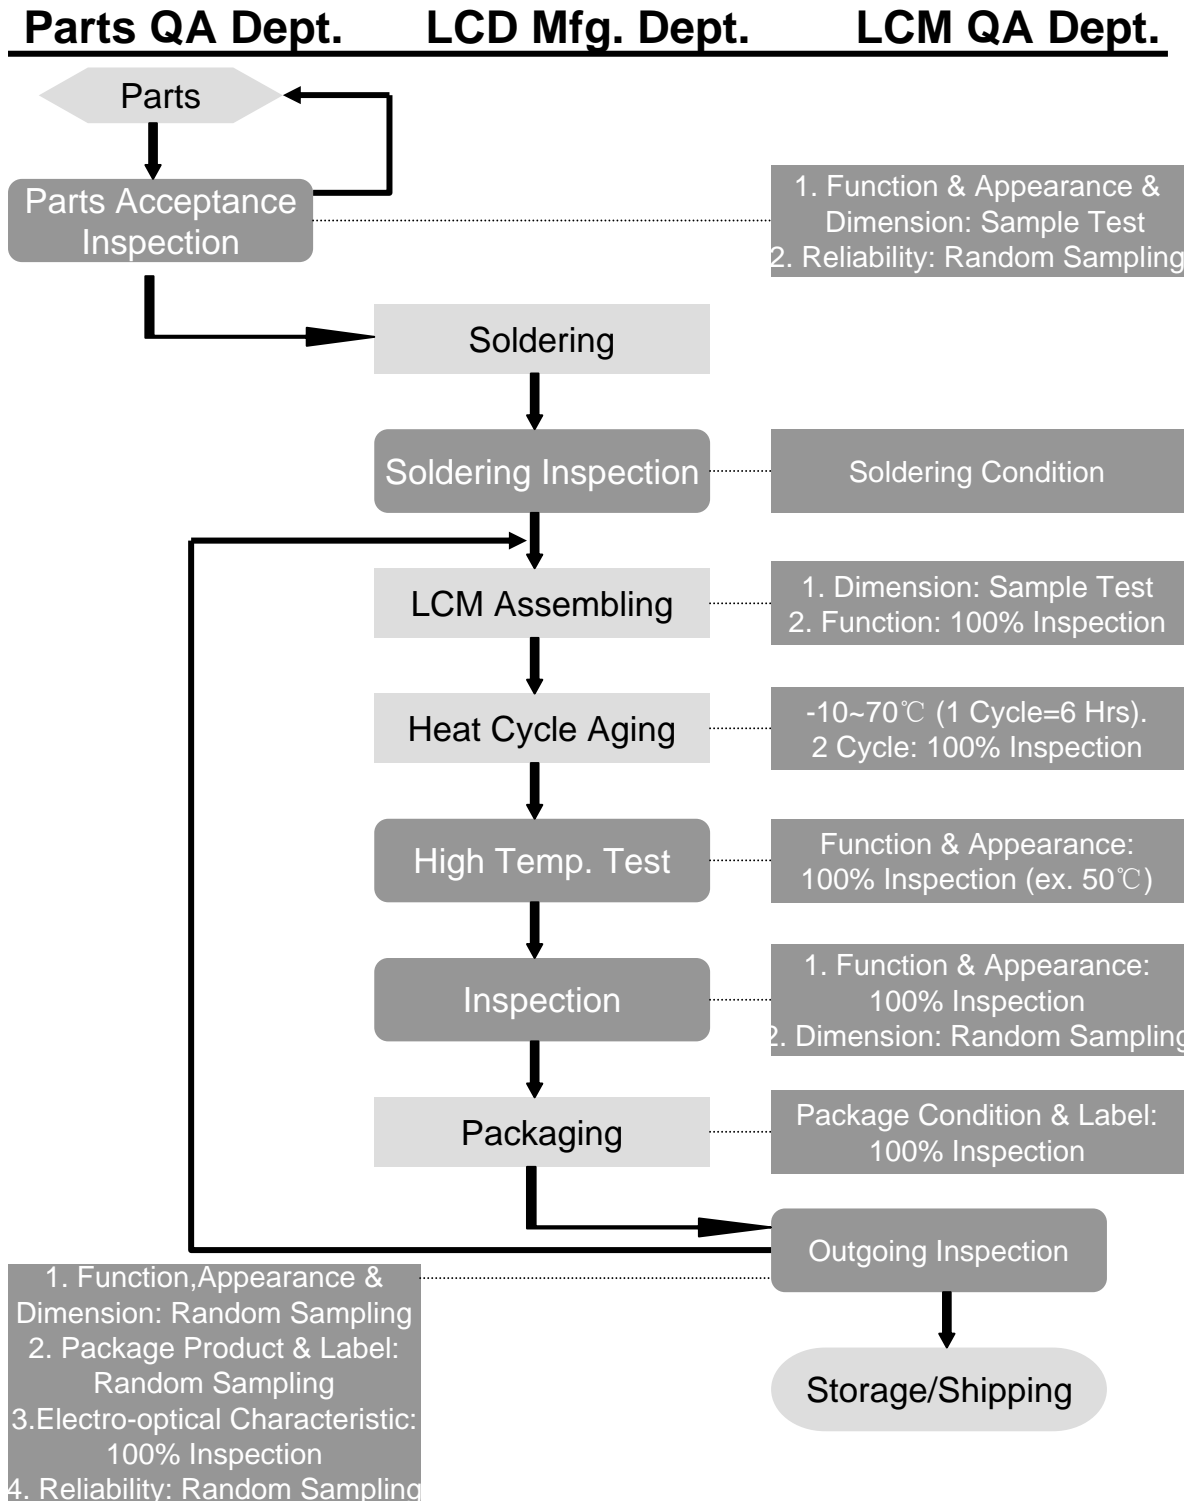 Parts QA Dept. LCD Mfg. Dept. LCM QA Dept.
Parts
Parts Acceptance
Inspection
1. Function & Appearance &
Dimension: Sample Test
2. Reliability: Random Sampling
Soldering
Soldering Inspection
Soldering Condition
LCM Assembling
1. Dimension: Sample Test
2. Function: 100% Inspection
Heat Cycle Aging
-10~70℃ (1 Cycle=6 Hrs).
2 Cycle: 100% Inspection
High Temp. Test
Function & Appearance:
100% Inspection (ex. 50℃)
Inspection
1. Function & Appearance:
100% Inspection
2. Dimension: Random Sampling
Packaging
Package Condition & Label:
100% Inspection
Outgoing Inspection
1. Function,Appearance &
Dimension: Random Sampling
2. Package Product & Label:
Random Sampling
3.Electro-optical Characteristic:
100% Inspection
4. Reliability: Random Sampling
Storage/Shipping